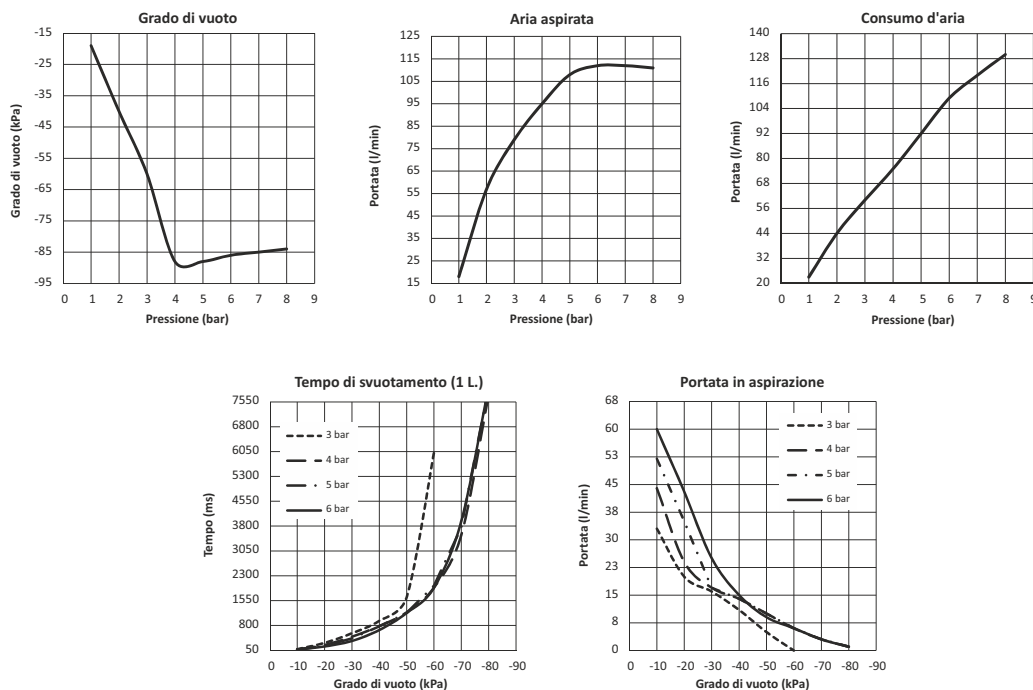 Grado di vuoto
Grado di vuoto (kPa)
-15
-25
-35
-45
-55
-65
-75
-85
-95
0 1 2 3 4 5 6 7 8 9
Pressione (bar)
Aria aspirata
Portata (l/min)
125
115
105
95
85
75
65
55
45
35
25
15
0 1 2 3 4 5 6 7 8 9
Pressione (bar)
Consumo d'aria
Portata (l/min)
140
128
116
104
92
80
68
56
44
32
20
0 1 2 3 4 5 6 7 8 9
Pressione (bar)
Tempo di svuotamento (1 L.)
Tempo (ms)
7550
6800
6050
5300
4550
3800
3050
2300
1550
800
50
3 bar
4 bar
5 bar
6 bar
0 -10 -20 -30 -40 -50 -60 -70 -80 -90
Grado di vuoto (kPa)
Portata in aspirazione
Portata (l/min)
68
60
53
45
38
30
23
15
8
0
3 bar
4 bar
5 bar
6 bar
0 -10 -20 -30 -40 -50 -60 -70 -80 -90
Grado di vuoto (kPa)